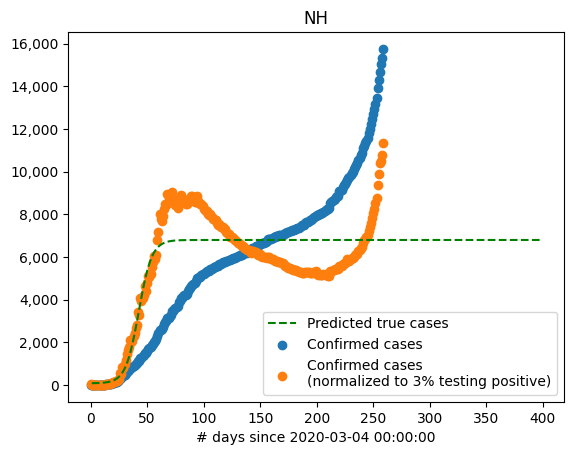 NH
16,000
14,000
12,000
10,000
8,000
6,000
4,000
2,000
0
Predicted true cases
Confirmed cases
Confirmed cases
(normalized to 3% testing positive)
0 50 100 150 200 250 300 350 400
# days since 2020-03-04 00:00:00